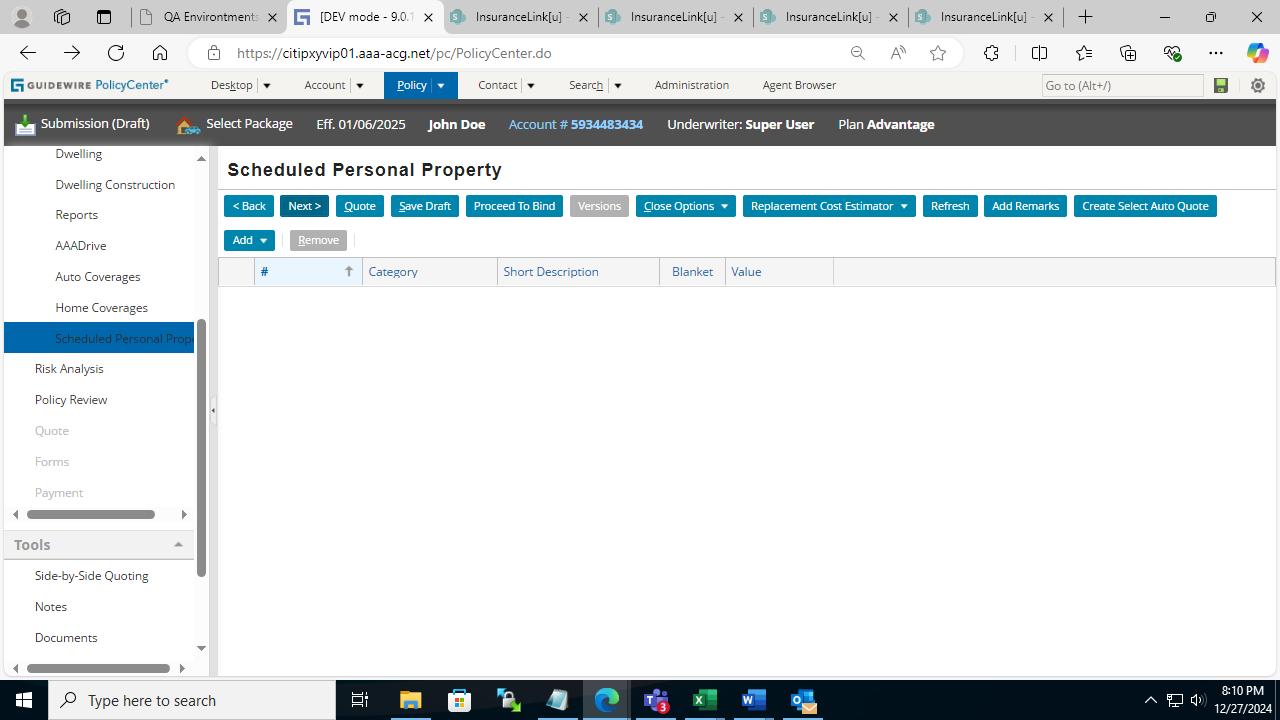 QA Environtments
[DEV mode - 9.0.1
InsuranceLink[u] -
InsuranceLink[u] -
InsuranceLink[u] -
InsuranceLink[u] -
https://citipxyvip01.aaa-acg.net/pc/PolicyCenter.do
GUIDEWIRE PolicyCenter®
Desktop
Account
Policy
Contact
Search
Administration
Agent Browser
Go to (Alt+/)
Submission (Draft)
Select Package
Eff. 01/06/2025
John Doe
Account # 5934483434
Underwriter: Super User
Plan Advantage
Dwelling
Dwelling Construction
Reports
AAADrive
Auto Coverages
Home Coverages
Scheduled Personal Prope
Risk Analysis
Policy Review
Quote
Forms
Payment
Tools
Side-by-Side Quoting
Notes
Documents
Scheduled Personal Property
< Back
Next >
Quote
Save Draft
Proceed To Bind
Versions
Close Options
Replacement Cost Estimator
Refresh
Add Remarks
Create Select Auto Quote
Add
Remove
#
Category
Short Description
Blanket
Value
Type here to search
3
8:10 PM
12/27/2024